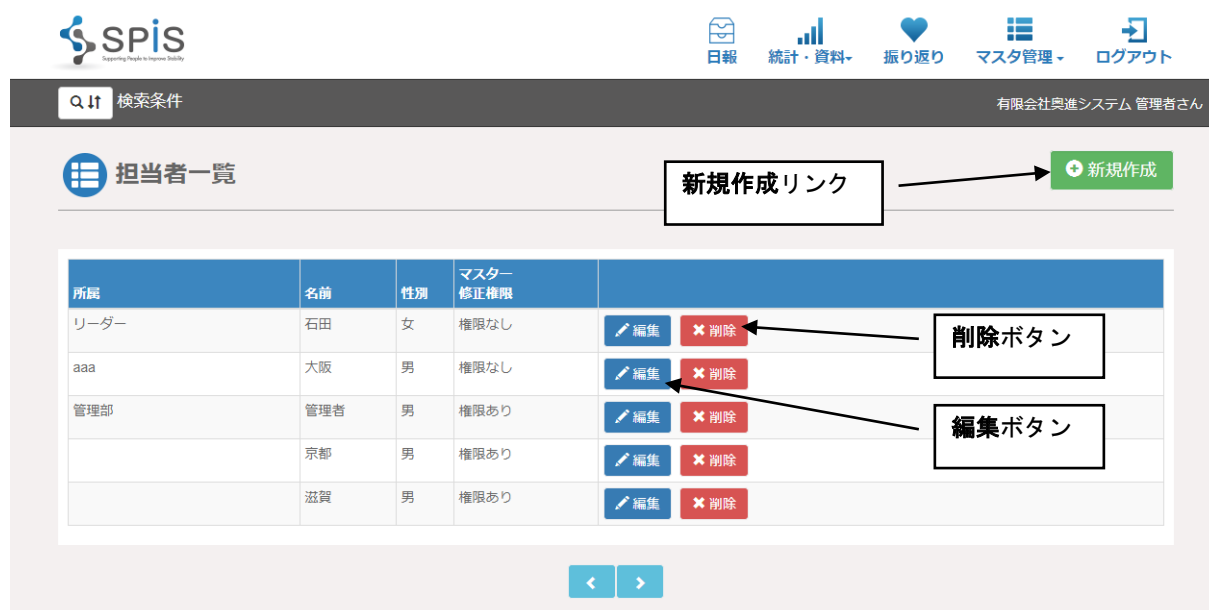 SPiS
Supporting People to Improve Stability
日報
統計・資料
振り返り
マスタ管理
ログアウト
検索条件
有限会社奥進システム 管理者さん
担当者一覧
新規作成リンク
新規作成
所属 名前 性別 マスター
修正権限
リーダー 石田 女 権限なし 編集 削除
削除ボタン
aaa 大阪 男 権限なし 編集 削除
管理部 管理者 男 権限あり 編集 削除
編集ボタン
京都 男 権限あり 編集 削除
滋賀 男 権限あり 編集 削除